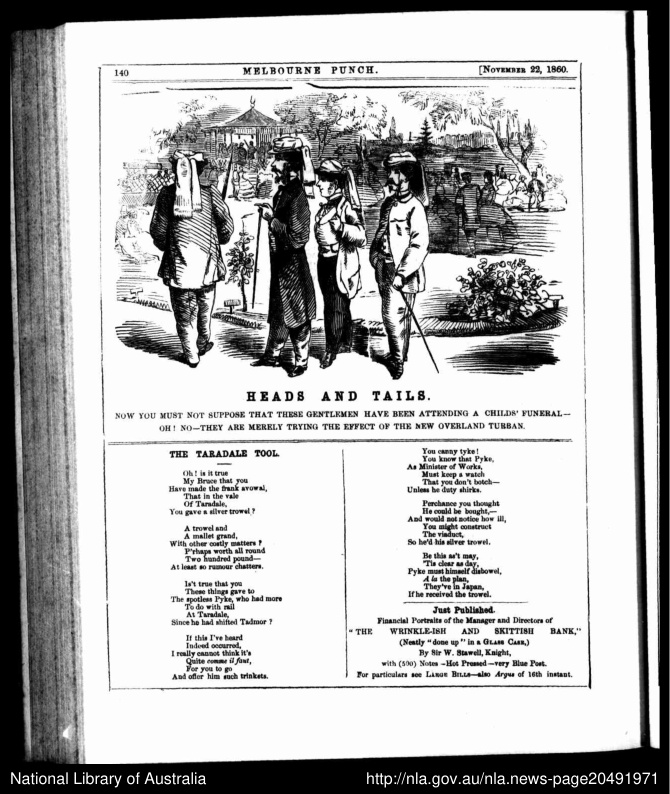 140
MELBOURNE PUNCH.
[NOVEMBER 22, 1860.
HEADS AND TAILS.
NOW YOU MUST NOT SUPPOSE THAT THESE GENTLEMEN HAVE BEEN ATTENDING A CHILDS' FUNERAL—
OH! NO—THEY ARE MERELY TRYING THE EFFECT OF THE NEW OVERLAND TURBAN.
THE TARADALE TOOL.
Oh! is it true
My Bruce that you
Have made the frank avowal,
That in the vale
Of Taradale,
You gave a silver trowel?
A trowel and
A mallet grand,
With other costly matters?
P'rhaps worth all round
Two hundred pound—
At least so rumour chatters.
Is't true that you
These things gave to
The spotless Pyke, who had more
To do with rail
At Taradale,
Since he had shifted Tadmor?
If this I've heard
Indeed occurred,
I really cannot think it's
Quite comme il faut,
For you to go
And offer him such trinkets.
You canny tyke!
You know that Pyke,
As Minister of Works,
Must keep a watch
That you don't botch—
Unless he duty shirks.
Perchance you thought
He could be bought,—
And would not notice how ill,
You might construct
The viaduct,
So he'd his silver trowel.
Be this as't may,
'Tis clear as day,
Pyke must himself disbowel,
A la the plan,
They've in Japan,
If he received the trowel.
Just Published.
Financial Portraits of the Manager and Directors of
"THE WRINKLE-ISH AND SKITTISH BANK,"
(Neatly "done up" in a GLASS CASE,)
By Sir W. Stawell, Knight,
with (500) Notes—Hot Pressed—very Blue Post.
For particulars see LARGE BILLS—also Argus of 16th instant.
National Library of Australia
http://nla.gov.au/nla.news-page20491971